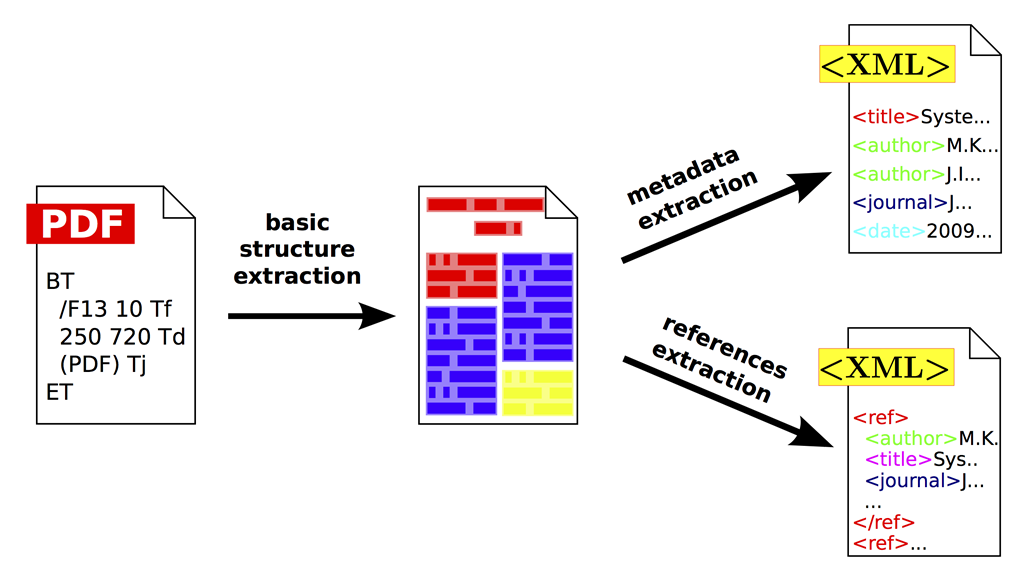 PDF
BT
/F13 10 Tf
250 720 Td
(PDF) Tj
ET
basic
structure
extraction
metadata
extraction
references
extraction
<XML>
<title>Syste...
<author>M.K...
<author>J.I...
<journal>J...
<date>2009...
<XML>
<ref>
<author>M.K.
<title>Sys..
<journal>J...
...
</ref>
<ref>...